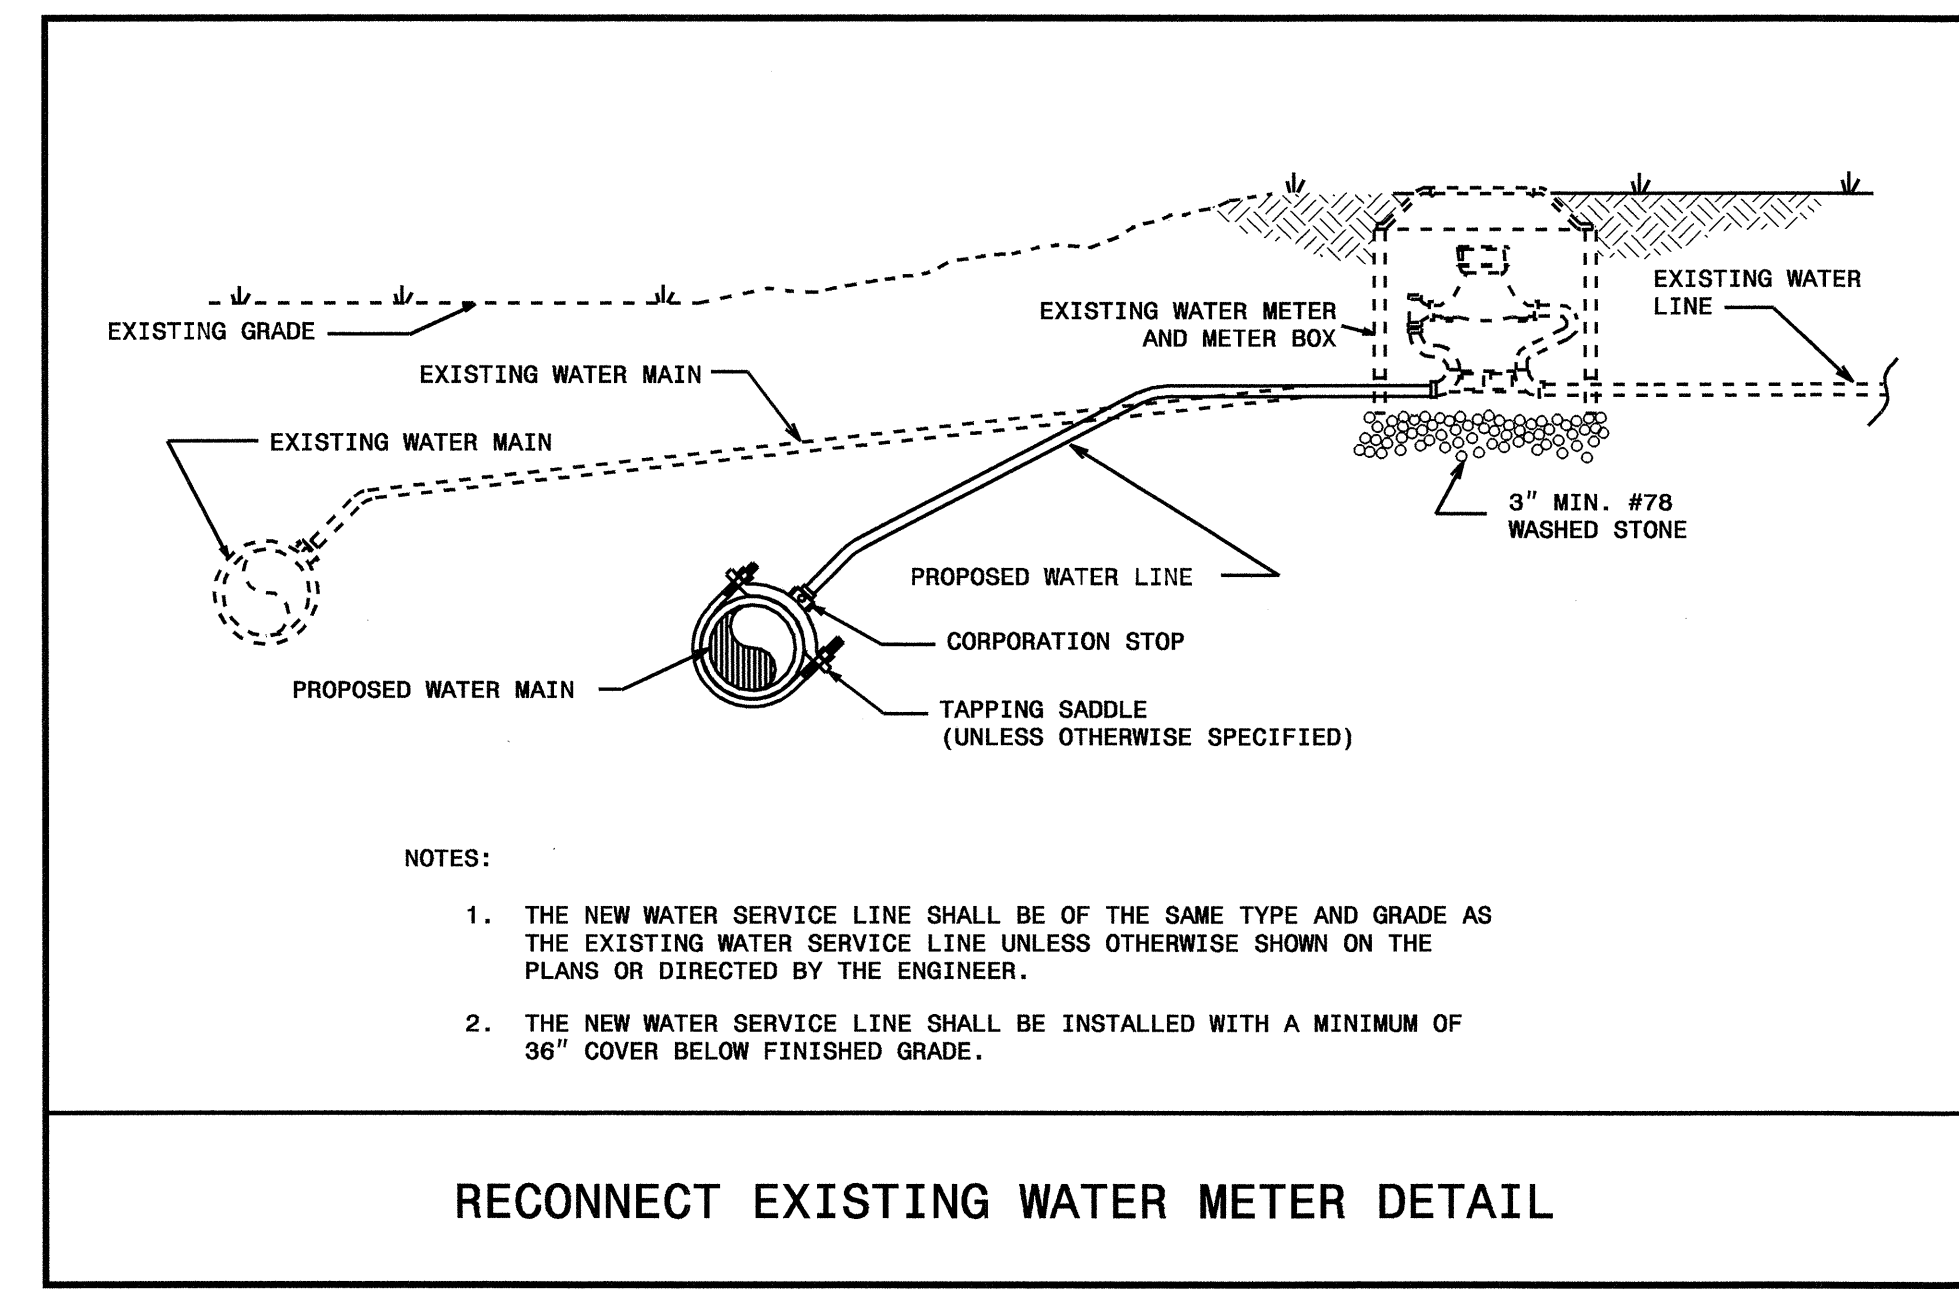 EXISTING WATER
LINE
EXISTING WATER METER
AND METER BOX
EXISTING GRADE
EXISTING WATER MAIN
EXISTING WATER MAIN
3" MIN. #78
WASHED STONE
PROPOSED WATER LINE
CORPORATION STOP
PROPOSED WATER MAIN
TAPPING SADDLE
(UNLESS OTHERWISE SPECIFIED)
NOTES:
1. THE NEW WATER SERVICE LINE SHALL BE OF THE SAME TYPE AND GRADE AS
THE EXISTING WATER SERVICE LINE UNLESS OTHERWISE SHOWN ON THE
PLANS OR DIRECTED BY THE ENGINEER.
2. THE NEW WATER SERVICE LINE SHALL BE INSTALLED WITH A MINIMUM OF
36" COVER BELOW FINISHED GRADE.
RECONNECT EXISTING WATER METER DETAIL